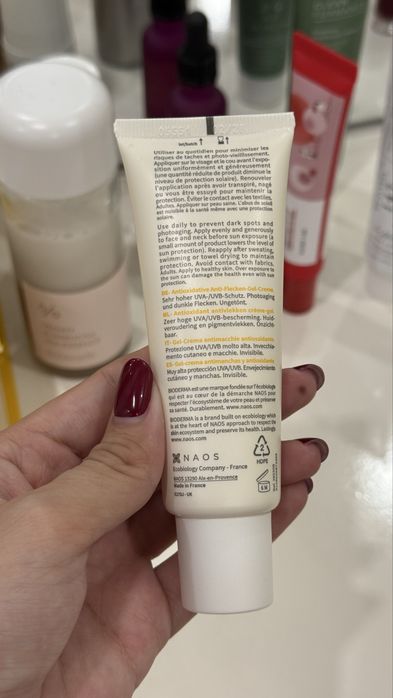 lot/batch
Utiliser au quotidien pour minimiser les
risques de taches et photo-vieillissement.
Appliquer sur le visage et le cou avant l'expo-
sition uniformément et généreusement
(une quantité réduite de produit diminue le
niveau de protection solaire). Renouveler
l'application après avoir transpiré, nagé
ou vous être essuyé pour maintenir la
protection. Éviter le contact avec les textiles.
Adultes. Appliquer sur peau saine. L'abus de soleil
est nuisible à la santé même avec une protection
solaire.
Use daily to prevent dark spots and
photoaging. Apply evenly and generously
to face and neck before sun exposure (a
small amount of product lowers the level
of sun protection). Reapply after sweating,
swimming or towel drying to maintain
protection. Avoid contact with fabrics.
Adults. Apply to healthy skin. Over exposure to
the sun can damage the health even with sun
protection.
DE- Antioxidative Anti-Flecken-Gel-Creme
Sehr hoher UVA-/UVB-Schutz. Photoaging
und dunkle Flecken. Ungetönt.
NL- Antioxidant antivlekken crème-gel.
Zeer hoge UVA/UVB-bescherming. Huid-
veroudering en pigmentvlekken. Onzicht-
baar.
IT- Gel-Crema antimacchie antiossidante
Protezione UVA/UVB molto alta. Invecchia-
mento cutaneo e macchie. Invisibile.
ES- Gel-Crema antimanchas y antioxidante
Muy alta protección UVA/UVB. Envejecimiento
cutáneo y manchas. Invisible.
BIODERMA est une marque fondée sur l'écobiologie
qui est au cœur de la démarche NAOS pour
respecter l'écosystème de votre peau et préserver
sa santé. Durablement. www.naos.com
BIODERMA is a brand built on ecobiology which
is at the heart of NAOS approach to respect the
skin ecosystem and preserve its health. Lastingly.
www.naos.com
NAOS
Ecobiology Company - France
NAOS 13290 Aix-en-Provence
Made in France
2
HDPE